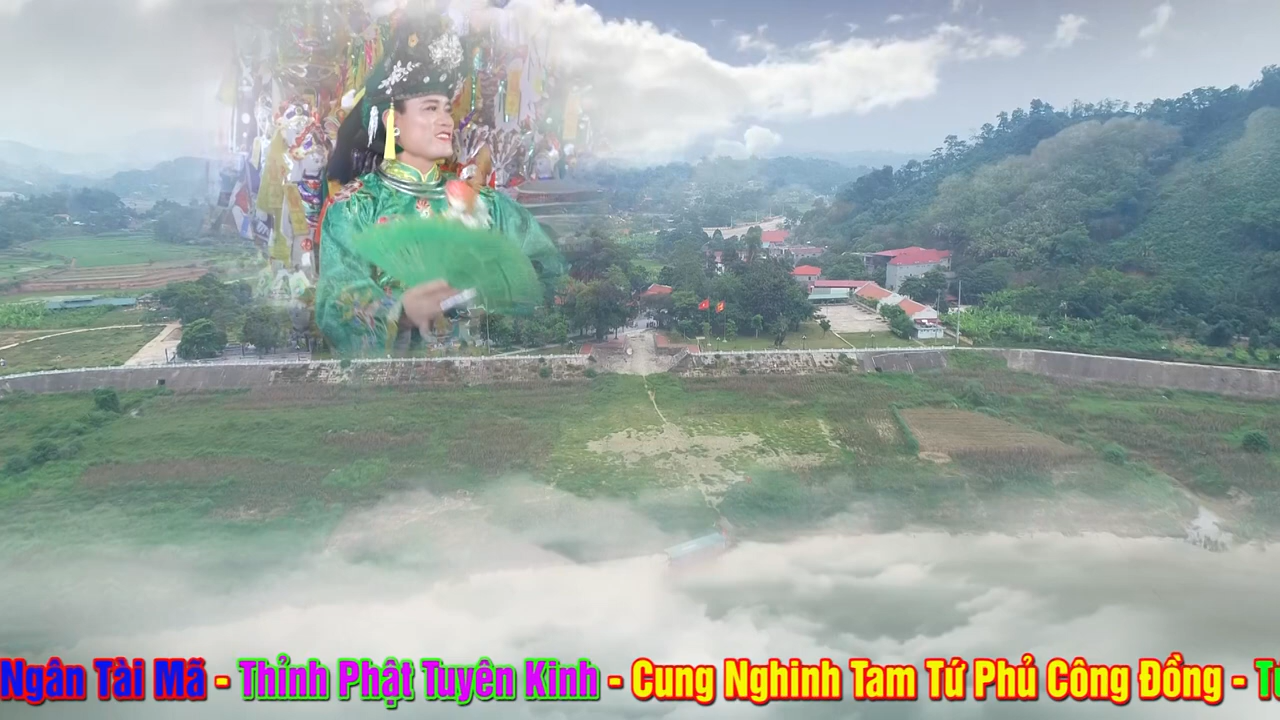 Ngân Tài Mã - Thỉnh Phật Tuyên Kinh - Cung Nghinh Tam Tứ Phủ Công Đồng -